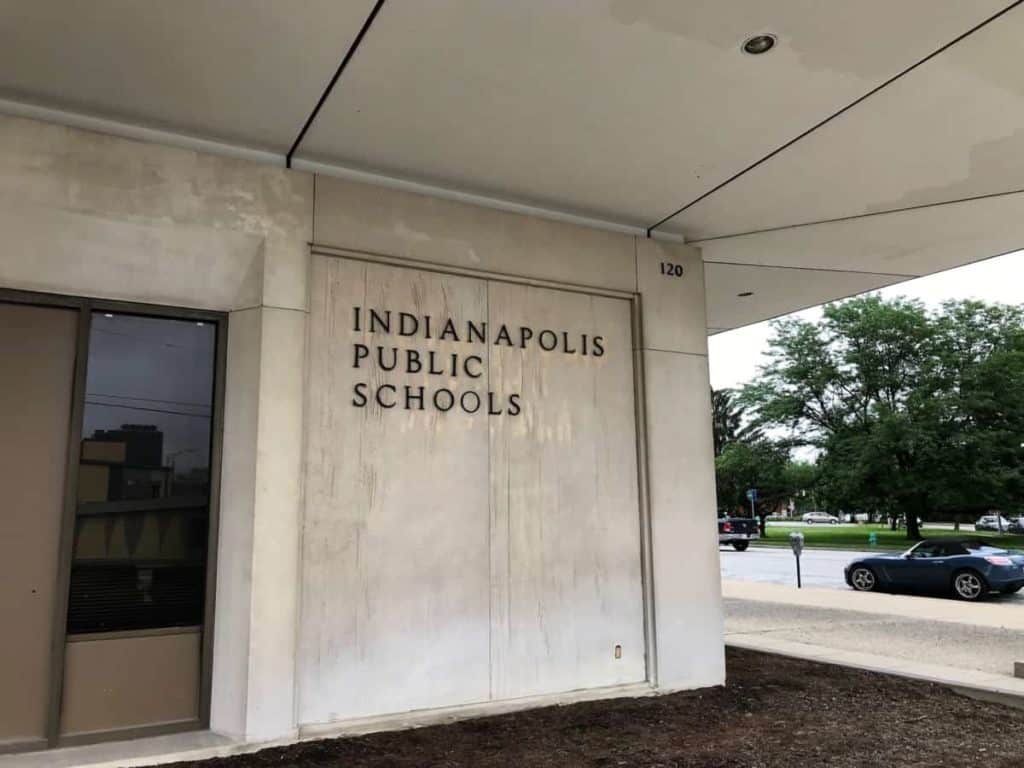 INDIANAPOLIS
PUBLIC
SCHOOLS
120